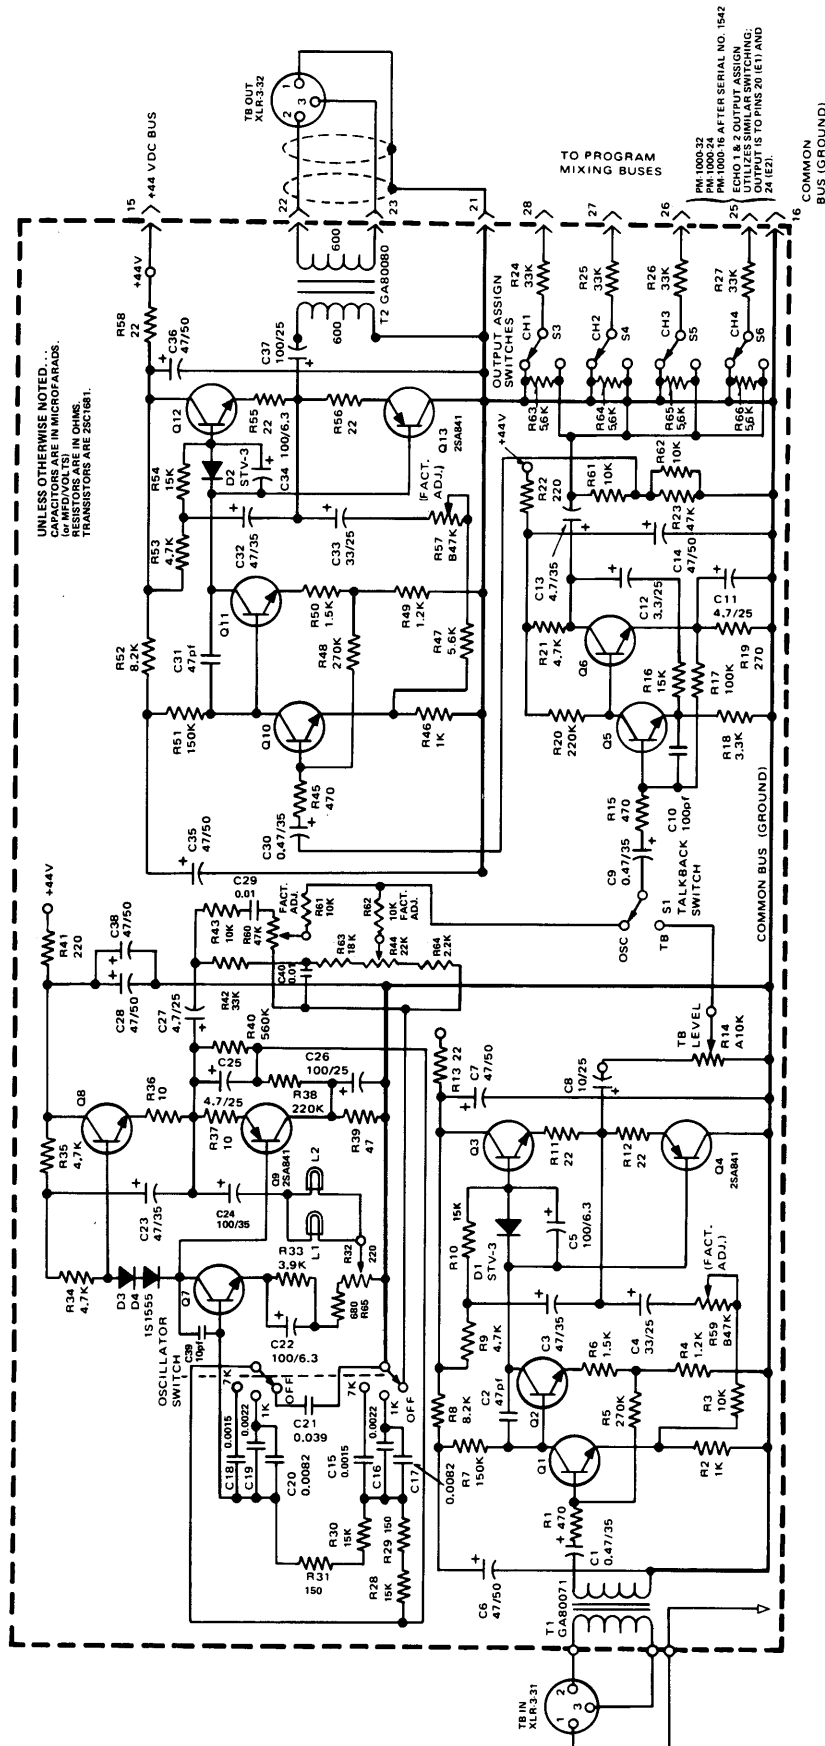 UNLESS OTHERWISE NOTED...
CAPACITORS ARE IN MICROFARADS.
(or MFD/VOLTS)
RESISTORS ARE IN OHMS.
TRANSISTORS ARE 2SC1681.
TB IN
XLR-3-31
1
2
3
T1
GA80071
C6
47/50
C1
0.47/35
R1
470
Q1
R2
1K
R3
10K
R7
150K
R8
8.2K
C2
47pf
Q2
R5
270K
R6
1.5K
R4
1.2K
R9
4.7K
R10
15K
D1
STV-3
C3
47/35
C4
33/25
C5
100/6.3
R59
B47K
(FACT.
ADJ.)
Q3
R11
22
R12
22
Q4
2SA841
R13 22
C7
47/50
C8
10/25
TB
LEVEL
R14
A10K
R28
15K
R29 150
R30
15K
R31
150
C15
0.0015
C16
0.0022
C17
0.0082
C18
0.0015
C19
0.0022
C20
0.0082
C21
0.039
7K
1K
OFF
7K
1K
OFF
OSCILLATOR
SWITCH
C39
10pf
Q7
C22
100/6.3
R33
3.9K
680
R65
R32
220
L1
L2
R34
4.7K
D3
D4
1S1555
R35
4.7K
C23
47/35
C24
100/35
Q8
R36
10
R37
10
Q9
2SA841
4.7/25
C25
R38
220K
R39
47
C26
100/25
R40
560K
C27
4.7/25
C28
47/50
C38
47/50
R41
220
+44V
R42
33K
R43
10K
C29
0.01
R60
47K
FACT.
ADJ.
R61
10K
C40
0.01
R63
18K
R62
10K
FACT.
ADJ.
R44
22K
R64
2.2K
OSC
TB
S1
TALKBACK
SWITCH
COMMON BUS (GROUND)
C35
47/50
C30
0.47/35
R45
470
Q10
R46
1K
R47
5.6K
R51
150K
R52
8.2K
C31
47pf
Q11
R50
1.5K
R48
270K
R49
1.2K
R53
4.7K
R54
15K
D2
STV-3
C32
47/35
C33
33/25
C34
100/6.3
R57
B47K
(FACT.
ADJ.)
Q12
R55
22
R56
22
Q13
2SA841
C36
47/50
R58
22
+44V
C37
100/25
600
600
T2 GA80080
15
+44 VDC BUS
22
23
21
TB OUT
XLR-3-32
1
2
3
C9
0.47/35
R15
470
C10
100pf
Q5
R20
220K
R21
4.7K
Q6
R16
15K
R17
100K
R18
3.3K
R19
270
C11
4.7/25
C12
3.3/25
C13
4.7/35
C14
47/50
R22
220
+44V
R61
10K
R62
10K
R23
47K
OUTPUT ASSIGN
SWITCHES
R63
5.6K
R64
5.6K
R65
5.6K
R66
5.6K
CH1
S3
CH2
S4
CH3
S5
CH4
S6
R24
33K
R25
33K
R26
33K
R27
33K
28
27
26
25
16
TO PROGRAM
MIXING BUSES
PM-1000-32
PM-1000-24
PM-1000-16 AFTER SERIAL NO. 1542
ECHO 1 & 2 OUTPUT ASSIGN
UTILIZES SIMILAR SWITCHING;
OUTPUT IS TO PINS 20 (E1) AND
24 (E2).
COMMON
BUS (GROUND)